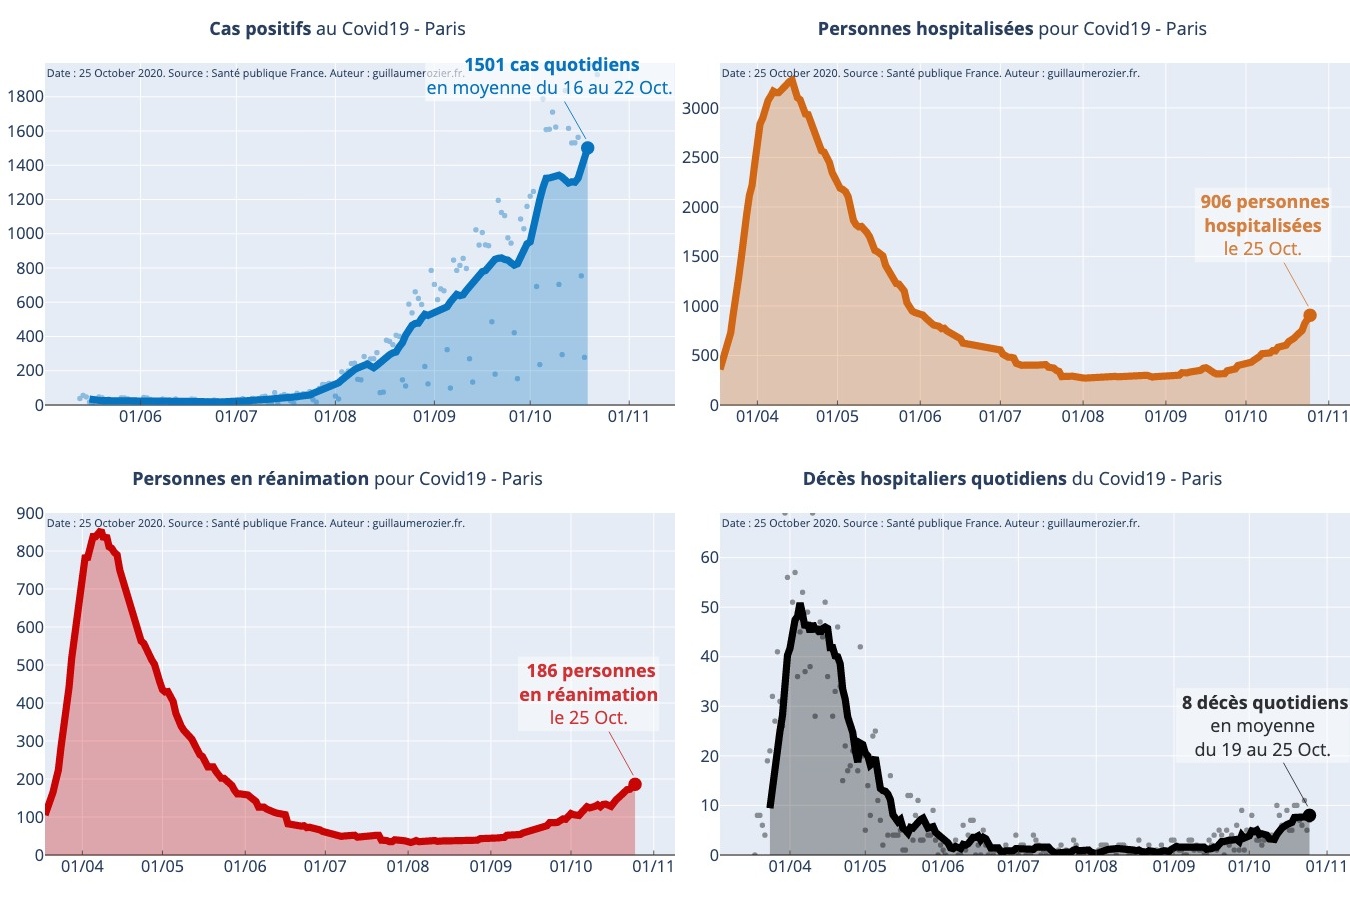 Cas positifs au Covid19 - Paris
Date : 25 October 2020. Source : Santé publique France. Auteur : guillaumerozier.fr.
1501 cas quotidiens
en moyenne du 16 au 22 Oct.
1800
1600
1400
1200
1000
800
600
400
200
0
01/06 01/07 01/08 01/09 01/10 01/11
Personnes hospitalisées pour Covid19 - Paris
Date : 25 October 2020. Source : Santé publique France. Auteur : guillaumerozier.fr.
3000
2500
2000
1500
1000
500
0
906 personnes
hospitalisées
le 25 Oct.
01/04 01/05 01/06 01/07 01/08 01/09 01/10 01/11
Personnes en réanimation pour Covid19 - Paris
Date : 25 October 2020. Source : Santé publique France. Auteur : guillaumerozier.fr.
900
800
700
600
500
400
300
200
100
0
186 personnes
en réanimation
le 25 Oct.
01/04 01/05 01/06 01/07 01/08 01/09 01/10 01/11
Décès hospitaliers quotidiens du Covid19 - Paris
Date : 25 October 2020. Source : Santé publique France. Auteur : guillaumerozier.fr.
60
50
40
30
20
10
0
8 décès quotidiens
en moyenne
du 19 au 25 Oct.
01/04 01/05 01/06 01/07 01/08 01/09 01/10 01/11